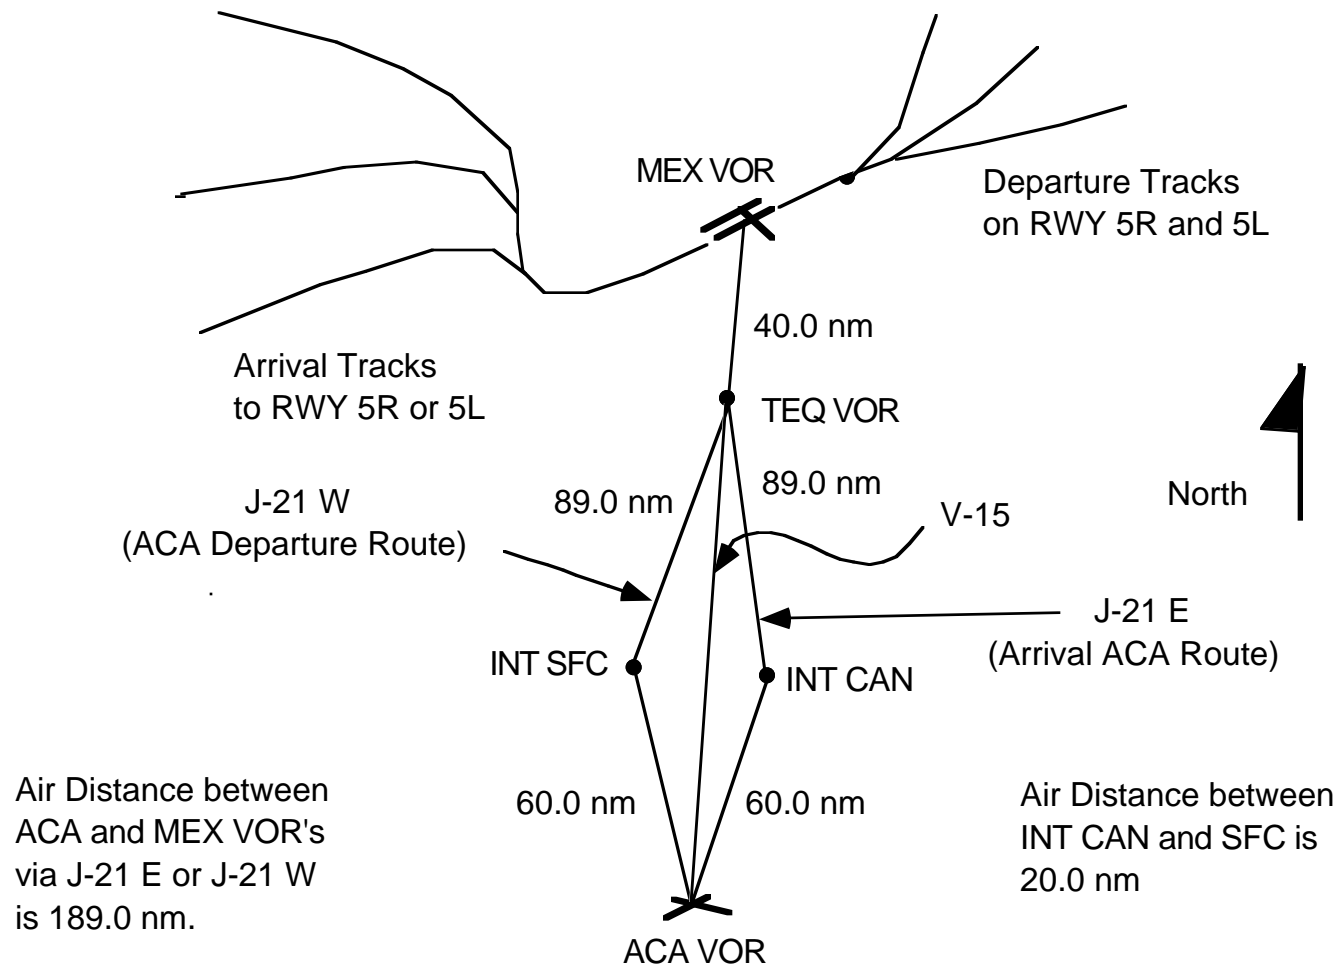 MEX VOR
Departure Tracks
on RWY 5R and 5L
40.0 nm
Arrival Tracks
to RWY 5R or 5L
TEQ VOR
J-21 W
(ACA Departure Route)
89.0 nm
89.0 nm
V-15
North
J-21 E
(Arrival ACA Route)
INT SFC
INT CAN
Air Distance between
ACA and MEX VOR's
via J-21 E or J-21 W
is 189.0 nm.
60.0 nm
60.0 nm
Air Distance between
INT CAN and SFC is
20.0 nm
ACA VOR